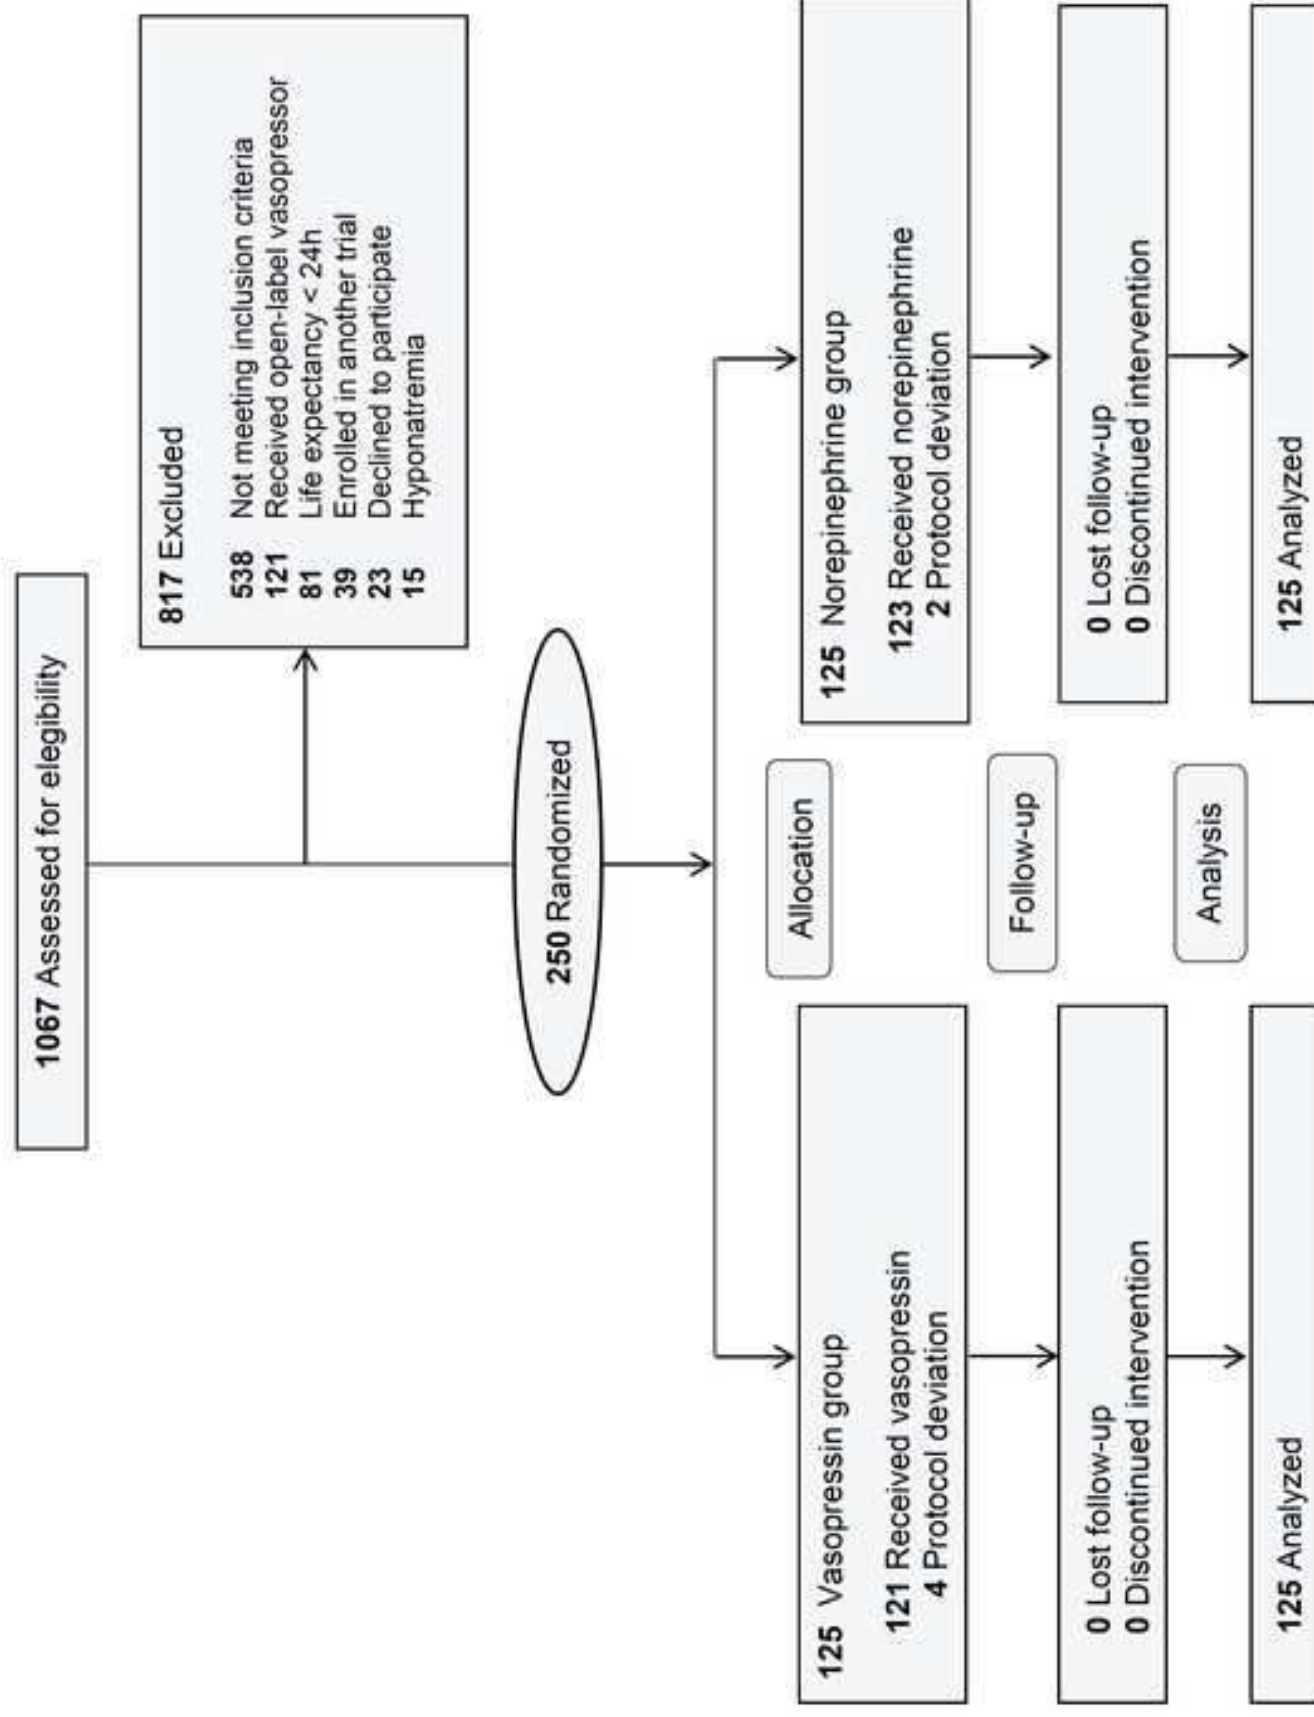 1067 Assessed for elegibility
817 Excluded
538 Not meeting inclusion criteria
121 Received open-label vasopressor
81 Life expectancy < 24h
39 Enrolled in another trial
23 Declined to participate
15 Hyponatremia
250 Randomized
Allocation
125 Vasopressin group
121 Received vasopressin
4 Protocol deviation
125 Norepinephrine group
123 Received norepinephrine
2 Protocol deviation
Follow-up
0 Lost follow-up
0 Discontinued intervention
0 Lost follow-up
0 Discontinued intervention
Analysis
125 Analyzed
125 Analyzed